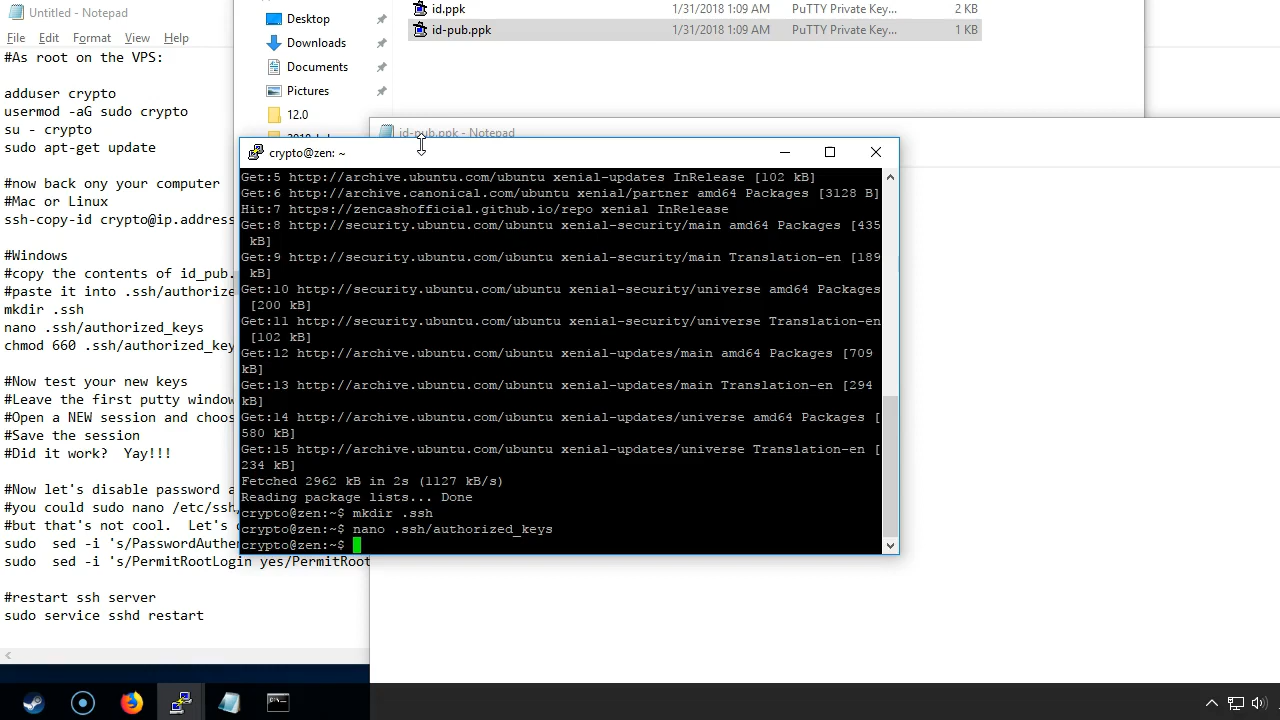 Untitled - Notepad
File Edit Format View Help
#As root on the VPS:
adduser crypto
usermod -aG sudo crypto
su - crypto
sudo apt-get update
#now back ony your computer
#Mac or Linux
ssh-copy-id crypto@ip.address
#Windows
#copy the contents of id_pub.
#paste it into .ssh/authorize
mkdir .ssh
nano .ssh/authorized_keys
chmod 660 .ssh/authorized_key
#Now test your new keys
#Leave the first putty window
#Open a NEW session and choos
#Save the session
#Did it work?  Yay!!!
#Now let's disable password a
#you could sudo nano /etc/ssh
#but that's not cool.  Let's
sudo  sed -i 's/PasswordAuthe
sudo  sed -i 's/PermitRootLogin yes/PermitRoot
#restart ssh server
sudo service sshd restart
Desktop
Downloads
Documents
Pictures
12.0
id.ppk 1/31/2018 1:09 AM PuTTY Private Key... 2 KB
id-pub.ppk 1/31/2018 1:09 AM PuTTY Private Key... 1 KB
id-pub.ppk - Notepad
crypto@zen: ~
Get:5 http://archive.ubuntu.com/ubuntu xenial-updates InRelease [102 kB]
Get:6 http://archive.canonical.com/ubuntu xenial/partner amd64 Packages [3128 B]
Hit:7 https://zencashofficial.github.io/repo xenial InRelease
Get:8 http://security.ubuntu.com/ubuntu xenial-security/main amd64 Packages [435
kB]
Get:9 http://security.ubuntu.com/ubuntu xenial-security/main Translation-en [189
kB]
Get:10 http://security.ubuntu.com/ubuntu xenial-security/universe amd64 Packages
[200 kB]
Get:11 http://security.ubuntu.com/ubuntu xenial-security/universe Translation-en
[102 kB]
Get:12 http://archive.ubuntu.com/ubuntu xenial-updates/main amd64 Packages [709
kB]
Get:13 http://archive.ubuntu.com/ubuntu xenial-updates/main Translation-en [294
kB]
Get:14 http://archive.ubuntu.com/ubuntu xenial-updates/universe amd64 Packages [
580 kB]
Get:15 http://archive.ubuntu.com/ubuntu xenial-updates/universe Translation-en [
234 kB]
Fetched 2962 kB in 2s (1127 kB/s)
Reading package lists... Done
crypto@zen:~$ mkdir .ssh
crypto@zen:~$ nano .ssh/authorized_keys
crypto@zen:~$